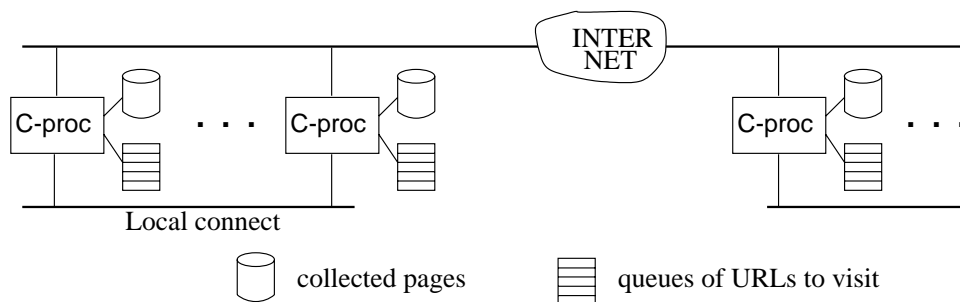 INTER
NET
C-proc
. . .
C-proc
C-proc
. . .
Local connect
collected pages
queues of URLs to visit